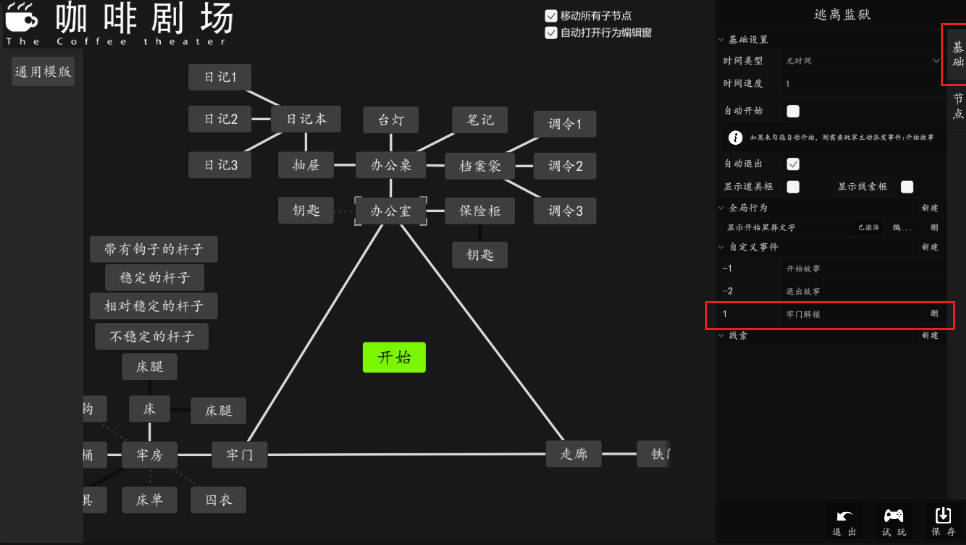 咖啡剧场
The Coffee theater
移动所有子节点
自动打开行为编辑窗
通用模版
日记1
日记2
日记本
台灯
笔记
调令1
日记3
抽屉
办公桌
档案袋
调令2
钥匙
办公室
保险柜
调令3
带有钩子的杆子
钥匙
稳定的杆子
相对稳定的杆子
不稳定的杆子
开始
床腿
钩
床
床腿
桶
牢房
牢门
走廊
铁门
具
床单
囚衣
逃离监狱
基础
节点
基础设置
时间类型 无时间
时间速度 1
自动开始
如果未勾选自动开始，则需要玩家主动派发事件:开始故事
自动退出
显示道具框 显示线索框
全局行为 新建
显示开始黑屏文字 已激活 编... 删
自定义事件 新建
-1 开始故事
-2 退出故事
1 牢门解锁 删
线索 新建
退出
试玩
保存